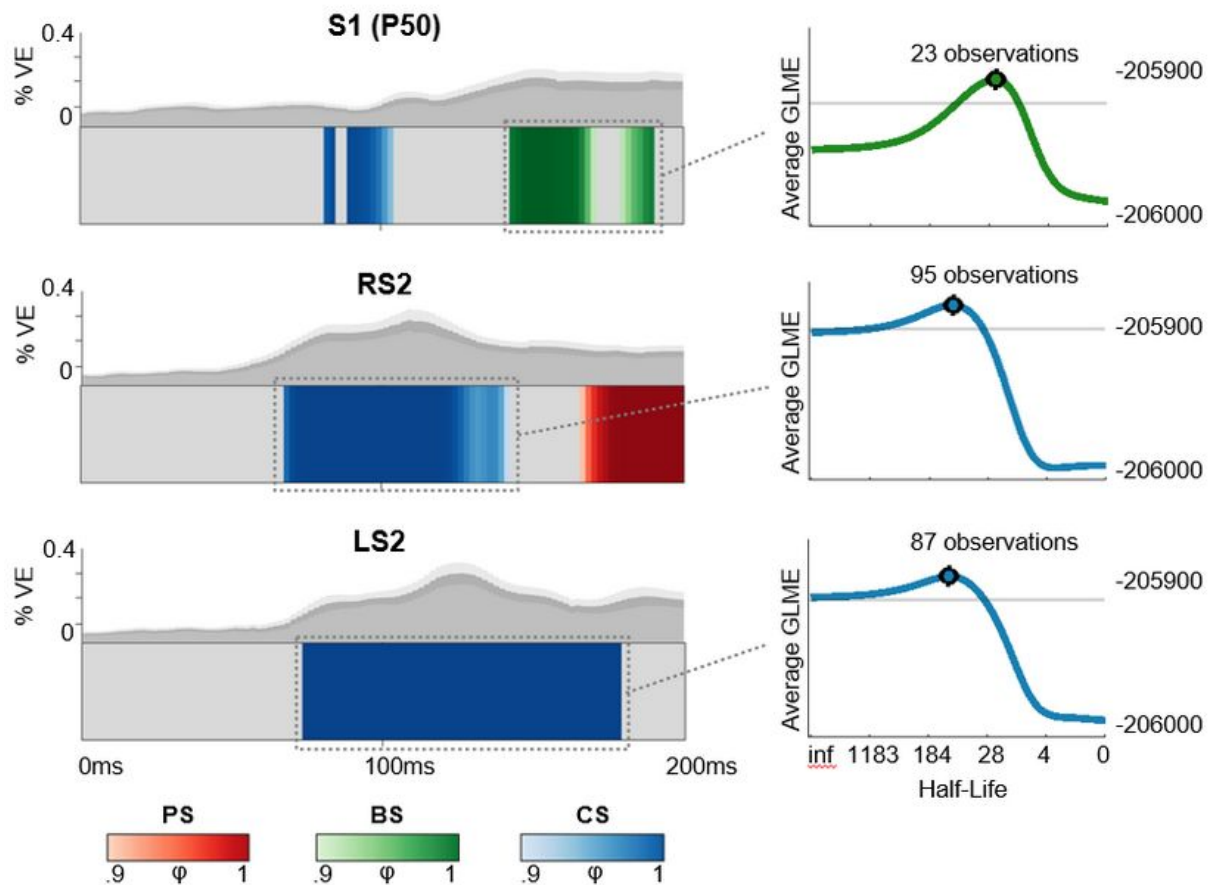 S1 (P50)
0.4
% VE
0
23 observations
Average GLME
-205900
-206000
RS2
0.4
% VE
0
95 observations
Average GLME
-205900
-206000
LS2
0.4
% VE
0
87 observations
Average GLME
-205900
-206000
0ms 100ms 200ms
inf 1183 184 28 4 0
Half-Life
PS BS CS
.9 φ 1 .9 φ 1 .9 φ 1